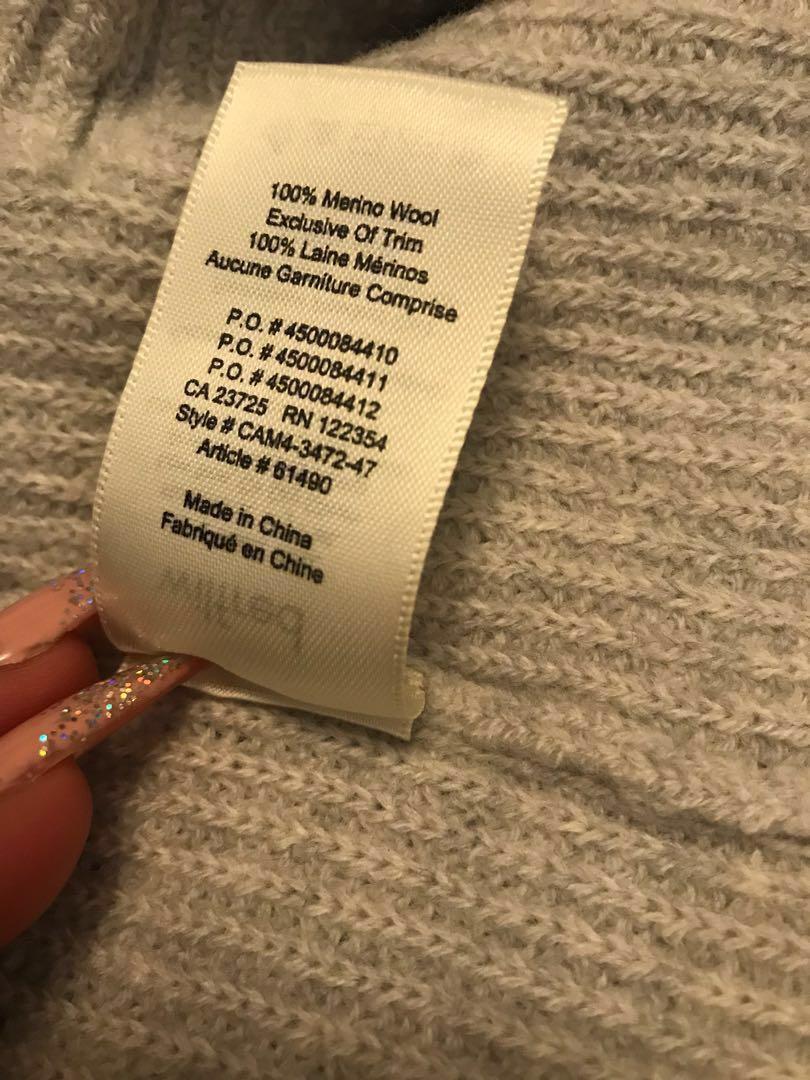 100% Merino Wool
Exclusive Of Trim
100% Laine Mérinos
Aucune Garniture Comprise
P.O. # 4500084410
P.O. # 4500084411
P.O. # 4500084412
CA 23725 RN 122354
Style # CAM4-3472-47
Article # 61490
Made in China
Fabriqué en Chine